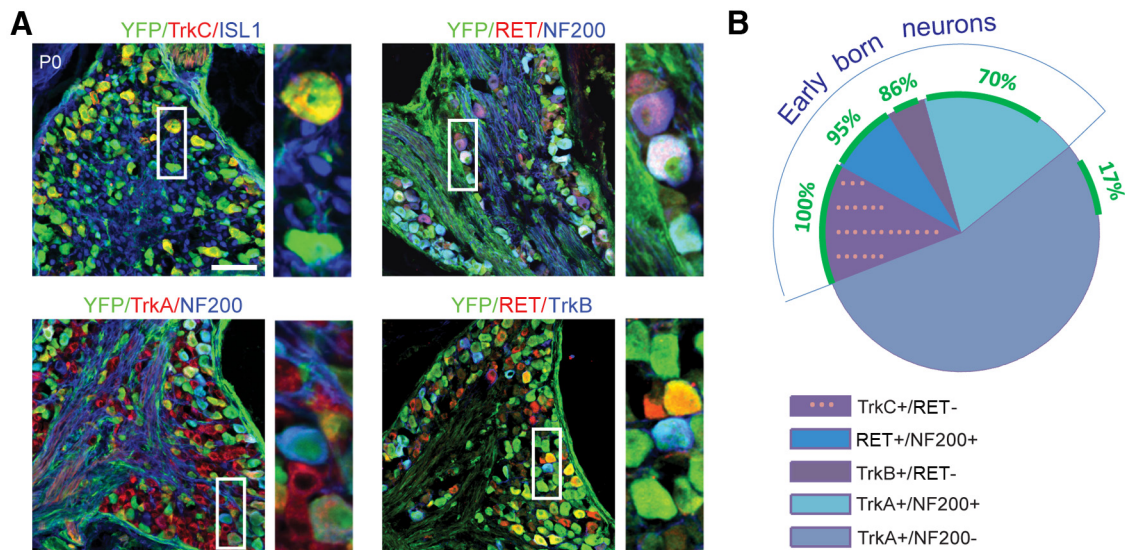 A
YFP/TrkC/ISL1
P0
YFP/RET/NF200
YFP/TrkA/NF200
YFP/RET/TrkB
B
Early born neurons
100%
95%
86%
70%
17%
TrkC+/RET-
RET+/NF200+
TrkB+/RET-
TrkA+/NF200+
TrkA+/NF200-